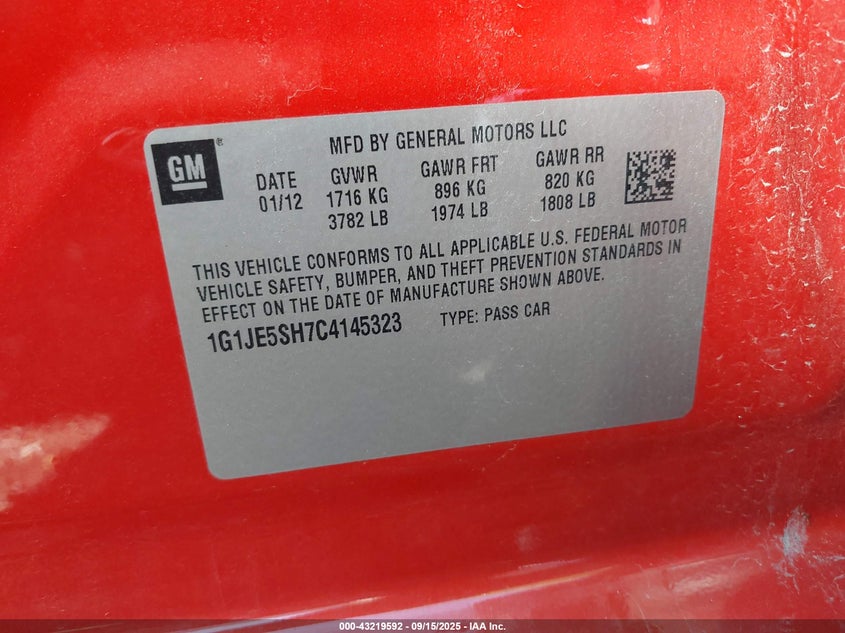 MFD BY GENERAL MOTORS LLC
GM®
DATE GVWR GAWR FRT GAWR RR
01/12 1716 KG 896 KG 820 KG
3782 LB 1974 LB 1808 LB
THIS VEHICLE CONFORMS TO ALL APPLICABLE U.S. FEDERAL MOTOR
VEHICLE SAFETY, BUMPER, AND THEFT PREVENTION STANDARDS IN
EFFECT ON THE DATE OF MANUFACTURE SHOWN ABOVE.
1G1JE5SH7C4145323 TYPE: PASS CAR
000-43219592 - 09/15/2025 - IAA Inc.